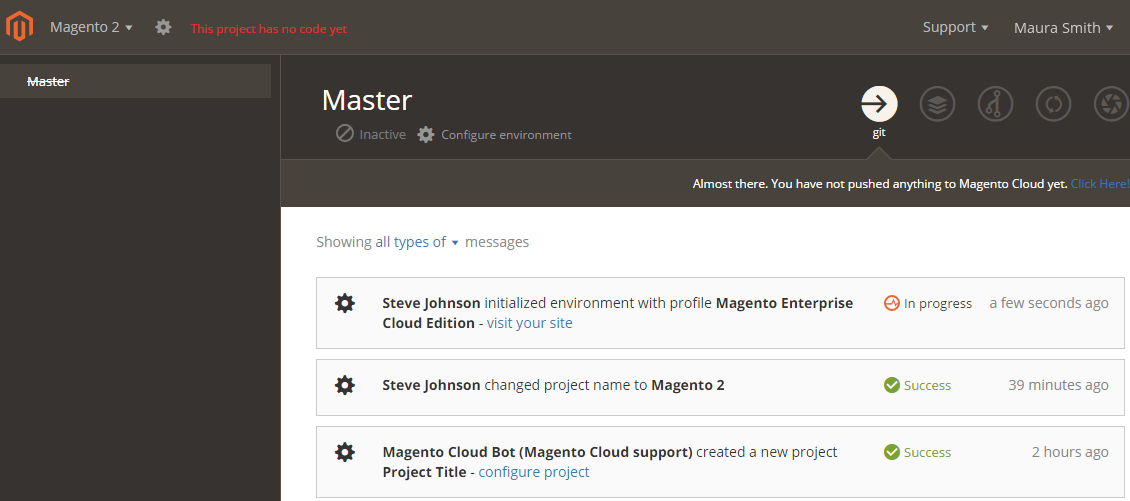 Magento 2
This project has no code yet
Support
Maura Smith
Master
Master
Inactive
Configure environment
git
Almost there. You have not pushed anything to Magento Cloud yet. Click Here!
Showing all types of messages
Steve Johnson initialized environment with profile Magento Enterprise
Cloud Edition - visit your site
In progress
a few seconds ago
Steve Johnson changed project name to Magento 2
Success
39 minutes ago
Magento Cloud Bot (Magento Cloud support) created a new project
Project Title - configure project
Success
2 hours ago